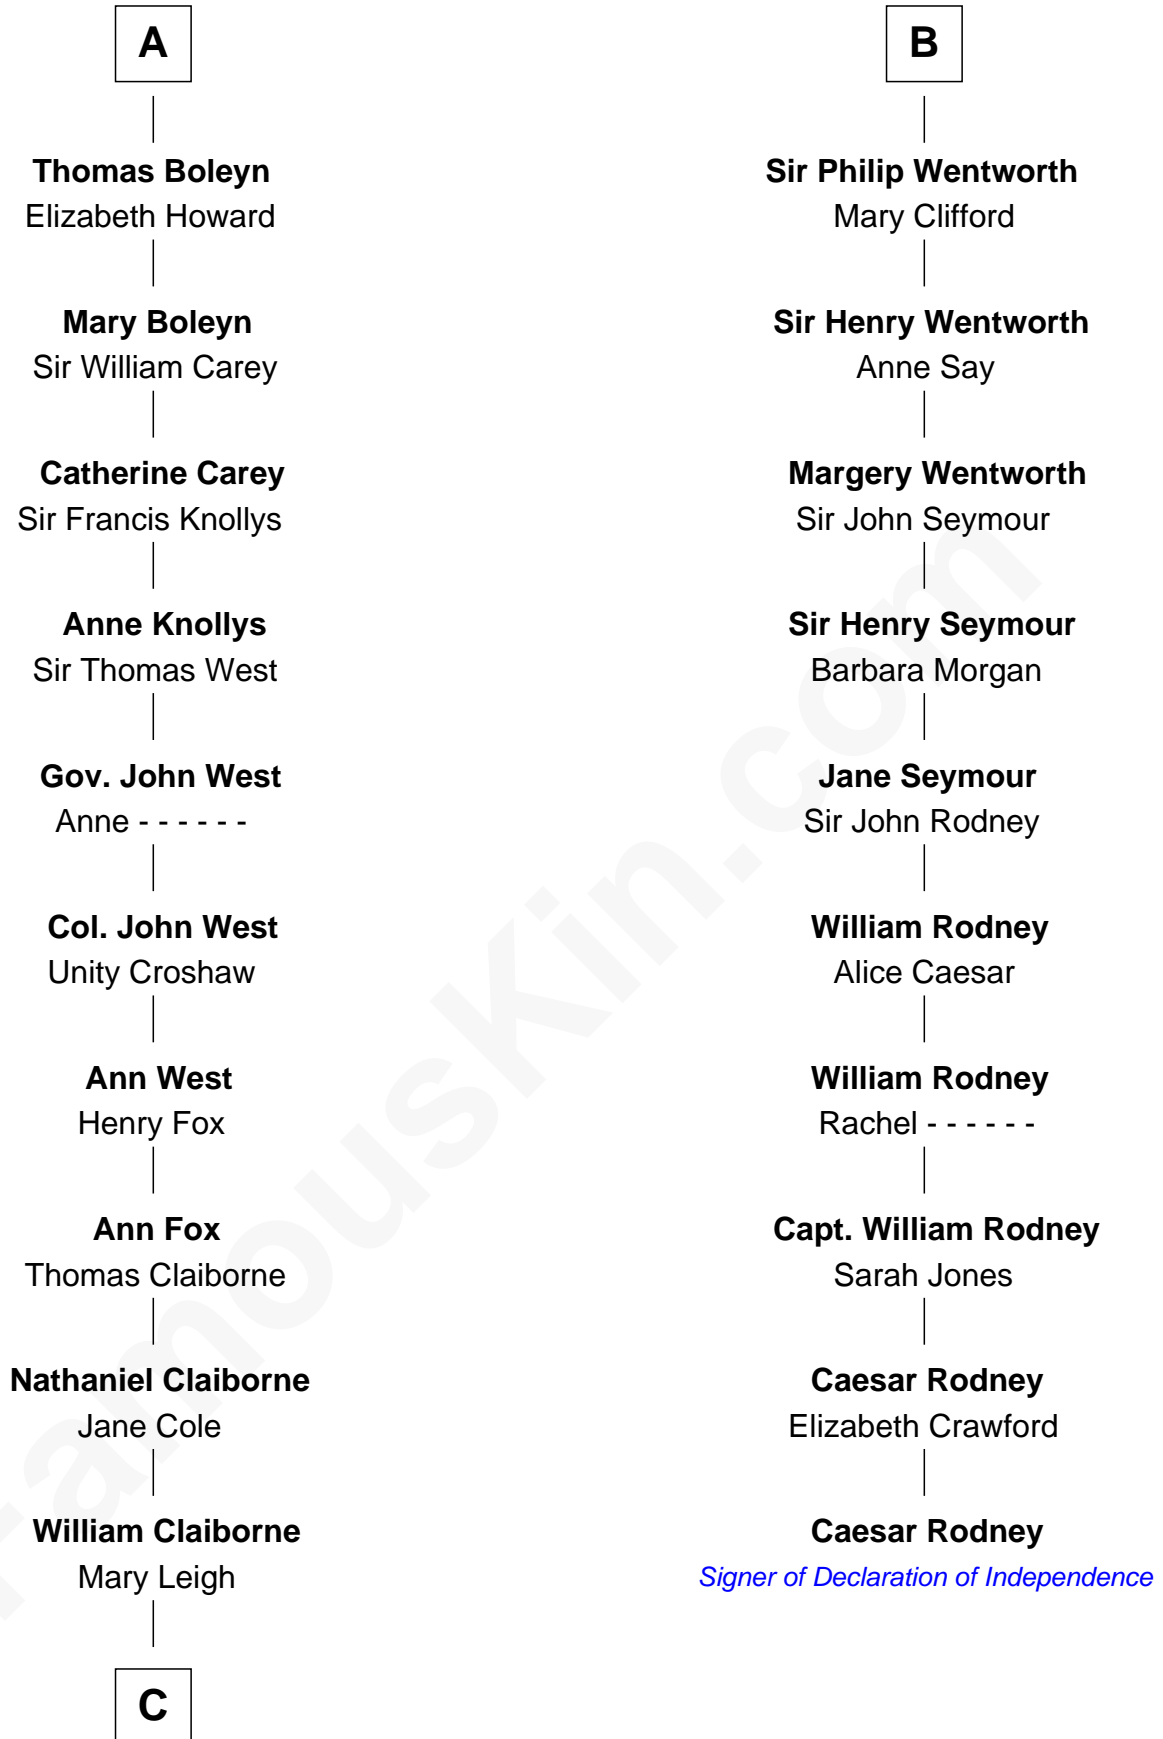 A
Thomas Boleyn
Elizabeth Howard
Mary Boleyn
Sir William Carey
Catherine Carey
Sir Francis Knollys
Anne Knollys
Sir Thomas West
Gov. John West
Anne - - - - - -
Col. John West
Unity Croshaw
Ann West
Henry Fox
Ann Fox
Thomas Claiborne
Nathaniel Claiborne
Jane Cole
William Claiborne
Mary Leigh
C
B
Sir Philip Wentworth
Mary Clifford
Sir Henry Wentworth
Anne Say
Margery Wentworth
Sir John Seymour
Sir Henry Seymour
Barbara Morgan
Jane Seymour
Sir John Rodney
William Rodney
Alice Caesar
William Rodney
Rachel - - - - - -
Capt. William Rodney
Sarah Jones
Caesar Rodney
Elizabeth Crawford
Caesar Rodney
Signer of Declaration of Independence
FamousKin.com